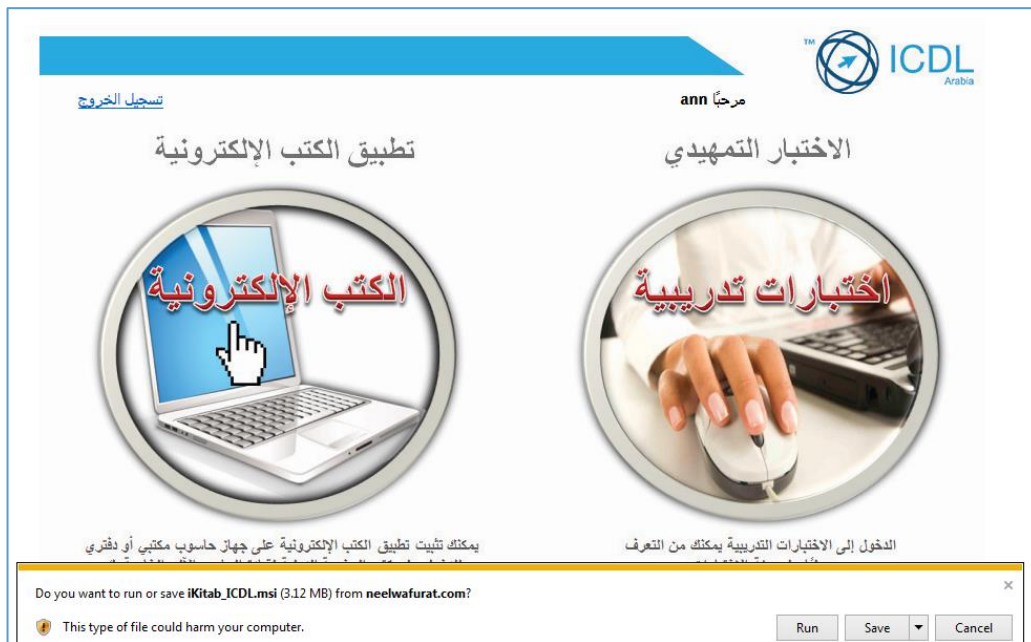 ™ ICDL
Arabia
مرحبًا ann
تسجيل الخروج
الاختبار التمهيدي
تطبيق الكتب الإلكترونية
اختبارات تدريبية
الكتب الإلكترونية
الدخول إلى الاختبارات التدريبية يمكنك من التعرف
يمكنك تثبيت تطبيق الكتب الإلكترونية على جهاز حاسوب مكتبي أو دفتري
Do you want to run or save iKitab_ICDL.msi (3.12 MB) from neelwafurat.com?
×
This type of file could harm your computer.
Run Save Cancel